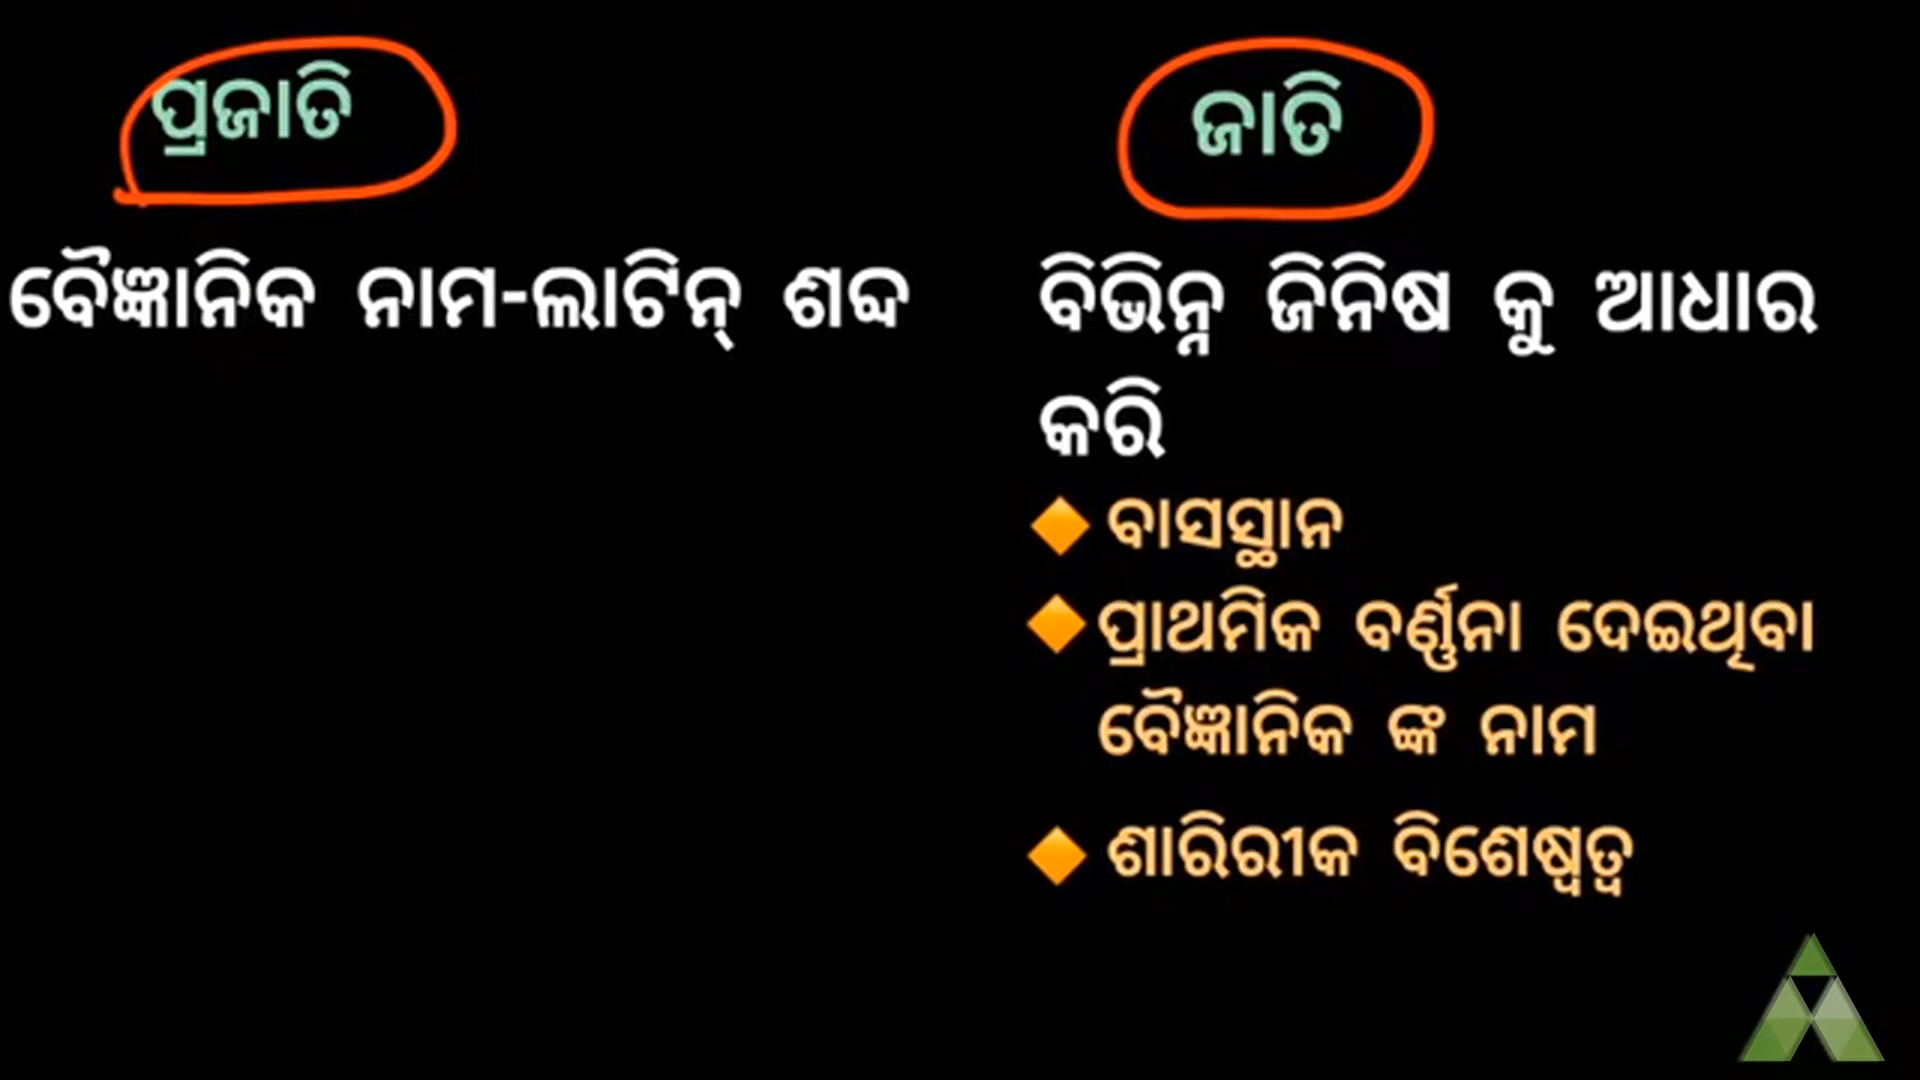 ପ୍ରଜାତି
ବୈଜ୍ଞାନିକ ନାମ-ଲାଟିନ୍ ଶବ୍ଦ
ଜାତି
ବିଭିନ୍ନ ଜିନିଷ କୁ ଆଧାର
କରି
ବାସସ୍ଥାନ
ପ୍ରାଥମିକ ବର୍ଣ୍ଣନା ଦେଇଥିବା
ବୈଜ୍ଞାନିକ ଙ୍କ ନାମ
ଶାରିରୀକ ବିଶେଷ୍ୱତ୍ୱ